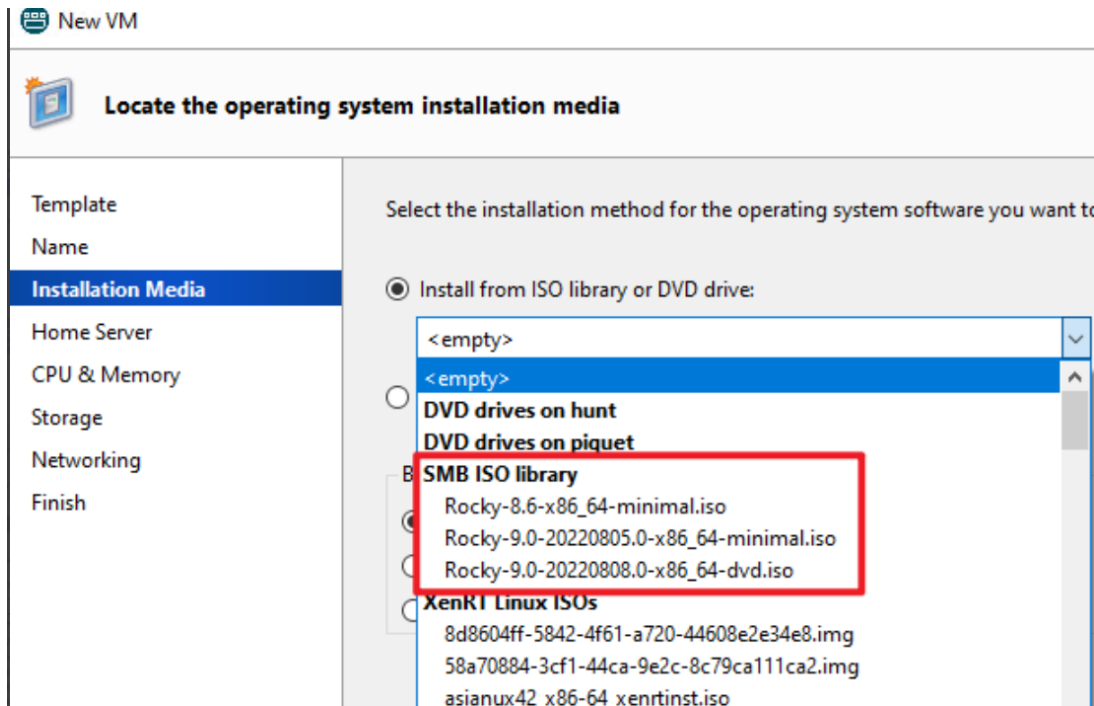 New VM
Locate the operating system installation media
Template
Name
Installation Media
Home Server
CPU & Memory
Storage
Networking
Finish
Select the installation method for the operating system software you want
Install from ISO library or DVD drive:
<empty>
<empty>
DVD drives on hunt
DVD drives on piquet
SMB ISO library
Rocky-8.6-x86_64-minimal.iso
Rocky-9.0-20220805.0-x86_64-minimal.iso
Rocky-9.0-20220808.0-x86_64-dvd.iso
XenRT Linux ISOs
8d8604ff-5842-4f61-a720-44608e2e34e8.img
58a70884-3cf1-44ca-9e2c-8c79ca111ca2.img
asianux42_x86-64_xenrtinst.iso